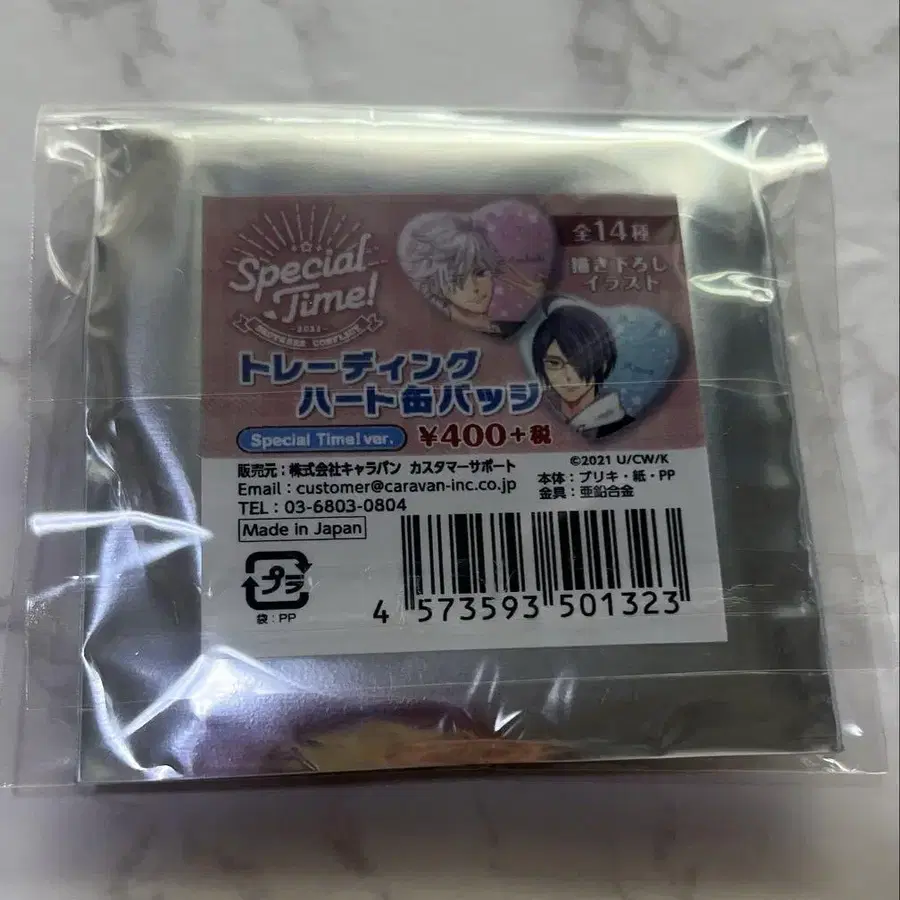 Special
Time!
2021
BROTHERS CONFLICT
全14種
描き下ろし
イラスト
トレーディング
ハート缶バッジ
Special Time! ver.
¥400+税
©2021 U/CW/K
販売元:株式会社キャラバン カスタマーサポート
Email:customer@caravan-inc.co.jp
TEL:03-6803-0804
本体:ブリキ・紙・PP
金具:亜鉛合金
Made in Japan
プラ
袋:PP
4 573593 501323